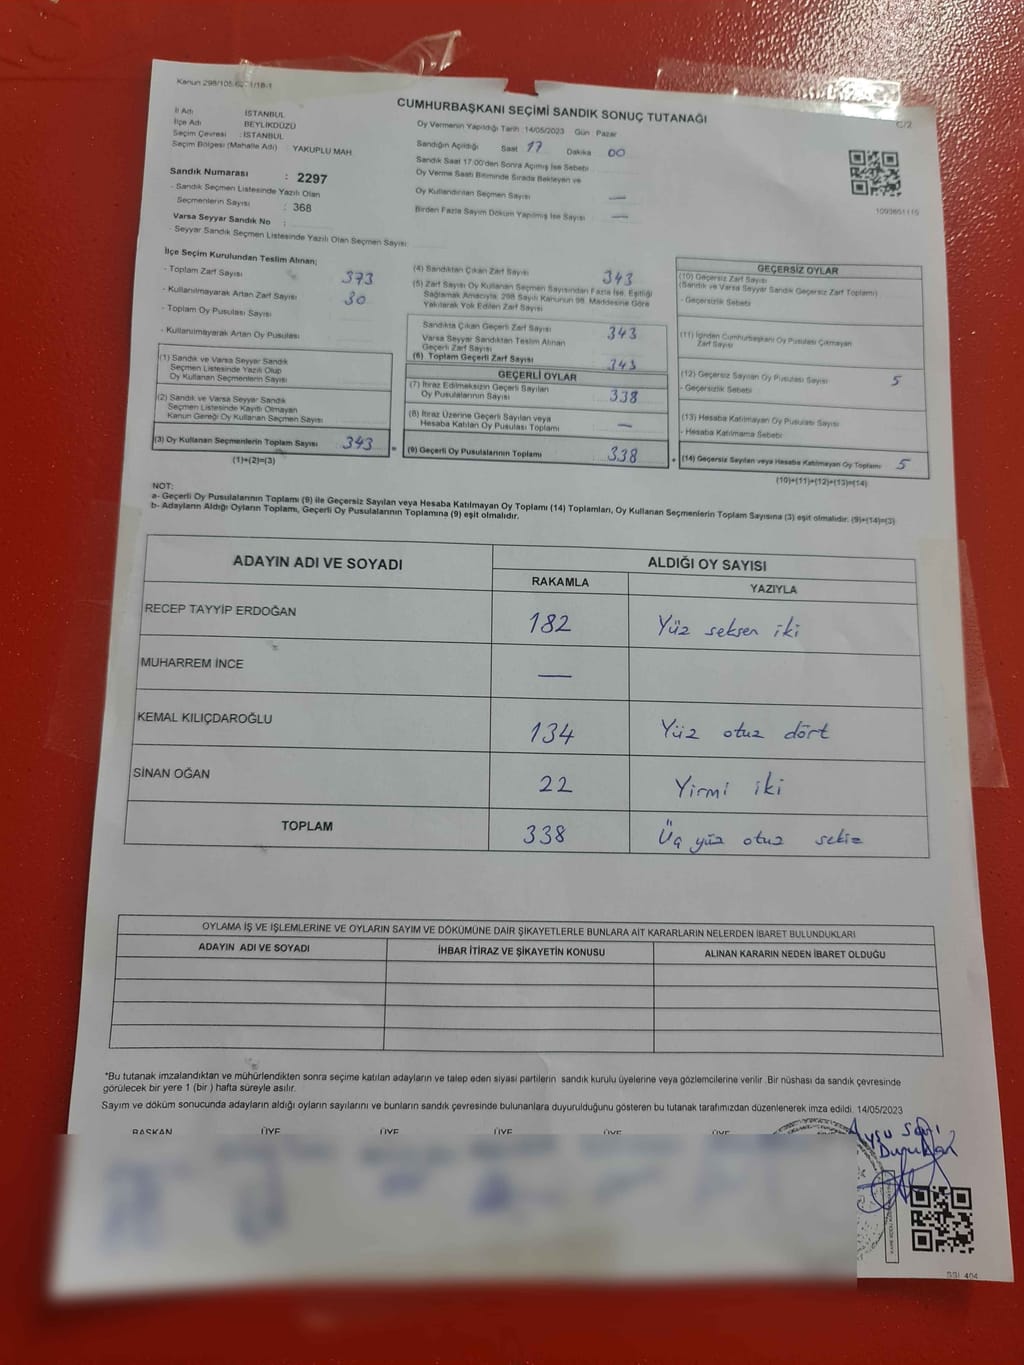 CUMHURBAŞKANI SEÇİMİ SANDIK SONUÇ TUTANAĞI
C/2
İl Adı İSTANBUL
İlçe Adı BEYLİKDÜZÜ
Seçim Çevresi : İSTANBUL
Seçim Bölgesi (Mahalle Adı) : YAKUPLU MAH
Sandık Numarası : 2297
- Sandık Seçmen Listesinde Yazılı Olan
Seçmenlerin Sayısı : 368
Varsa Seyyar Sandık No :
- Seyyar Sandık Seçmen Listesinde Yazılı Olan Seçmen Sayısı:
Oy Vermenin Yapıldığı Tarih :14/05/2023 Gün Pazar
Sandığın Açıldığı Saat 17 Dakika 00
Sandık Saat 17.00'den Sonra Açılmış İse Sebebi
Oy Verme Saati Bitiminde Sırada Bekleyen ve
Oy Kullandırılan Seçmen Sayısı —
Birden Fazla Sayım Döküm Yapılmış İse Sayısı —
İlçe Seçim Kurulundan Teslim Alınan;
- Toplam Zarf Sayısı 373
- Kullanılmayarak Artan Zarf Sayısı 30
- Toplam Oy Pusulası Sayısı
- Kullanılmayarak Artan Oy Pusulası
(1) Sandık ve Varsa Seyyar Sandık
Seçmen Listesinde Yazılı Olup
Oy Kullanan Seçmenlerin Sayısı
(2) Sandık ve Varsa Seyyar Sandık
Seçmen Listesinde Kayıtlı Olmayan
Kanun Gereği Oy Kullanan Seçmen Sayısı
(3) Oy Kullanan Seçmenlerin Toplam Sayısı 343
(1)+(2)=(3)
(4) Sandıktan Çıkan Zarf Sayısı 343
(5) Zarf Sayısı Oy Kullanan Seçmen Sayısından Fazla İse, Eşitliği
Sağlamak Amacıyla, 298 Sayılı Kanunun 98. Maddesine Göre
Yakılarak Yok Edilen Zarf Sayısı
Sandıkta Çıkan Geçerli Zarf Sayısı 343
Varsa Seyyar Sandıktan Teslim Alınan
Geçerli Zarf Sayısı
(6) Toplam Geçerli Zarf Sayısı 343
GEÇERLİ OYLAR
(7) İtiraz Edilmeksizin Geçerli Sayılan
Oy Pusulalarının Sayısı 338
(8) İtiraz Üzerine Geçerli Sayılan veya
Hesaba Katılan Oy Pusulası Toplamı —
= (9) Geçerli Oy Pusulalarının Toplamı 338
GEÇERSİZ OYLAR
(10) Geçersiz Zarf Sayısı
(Sandık ve Varsa Seyyar Sandık Geçersiz Zarf Toplamı)
- Geçersizlik Sebebi
(11) İçinden Cumhurbaşkanı Oy Pusulası Çıkmayan
Zarf Sayısı
(12) Geçersiz Sayılan Oy Pusulası Sayısı 5
- Geçersizlik Sebebi
(13) Hesaba Katılmayan Oy Pusulası Sayısı
- Hesaba Katılmama Sebebi
+ (14) Geçersiz Sayılan veya Hesaba Katılmayan Oy Toplamı 5
(10)+(11)+(12)+(13)=(14)
NOT:
a- Geçerli Oy Pusulalarının Toplamı (9) ile Geçersiz Sayılan veya Hesaba Katılmayan Oy Toplamı (14) Toplamları, Oy Kullanan Seçmenlerin Toplam Sayısına (3) eşit olmalıdır. (9)+(14)=(3)
b- Adayların Aldığı Oyların Toplamı, Geçerli Oy Pusulalarının Toplamına (9) eşit olmalıdır.
ADAYIN ADI VE SOYADI ALDIĞI OY SAYISI
RAKAMLA YAZIYLA
RECEP TAYYİP ERDOĞAN 182 Yüz seksen iki
MUHARREM İNCE —
KEMAL KILIÇDAROĞLU 134 Yüz otuz dört
SİNAN OĞAN 22 Yirmi iki
TOPLAM 338 Üç yüz otuz sekiz
OYLAMA İŞ VE İŞLEMLERİNE VE OYLARIN SAYIM VE DÖKÜMÜNE DAİR ŞİKAYETLERLE BUNLARA AİT KARARLARIN NELERDEN İBARET BULUNDUKLARI
ADAYIN ADI VE SOYADI İHBAR İTİRAZ VE ŞİKAYETİN KONUSU ALINAN KARARIN NEDEN İBARET OLDUĞU
*Bu tutanak imzalandıktan ve mühürlendikten sonra seçime katılan adayların ve talep eden siyasi partilerin sandık kurulu üyelerine veya gözlemcilerine verilir. Bir nüshası da sandık çevresinde
görülecek bir yere 1 (bir ) hafta süreyle asılır.
Sayım ve döküm sonucunda adayların aldığı oyların sayılarını ve bunların sandık çevresinde bulunanlara duyurulduğunu gösteren bu tutanak tarafımızdan düzenlenerek imza edildi. 14/05/2023
BAŞKAN ÜYE ÜYE ÜYE ÜYE ÜYE